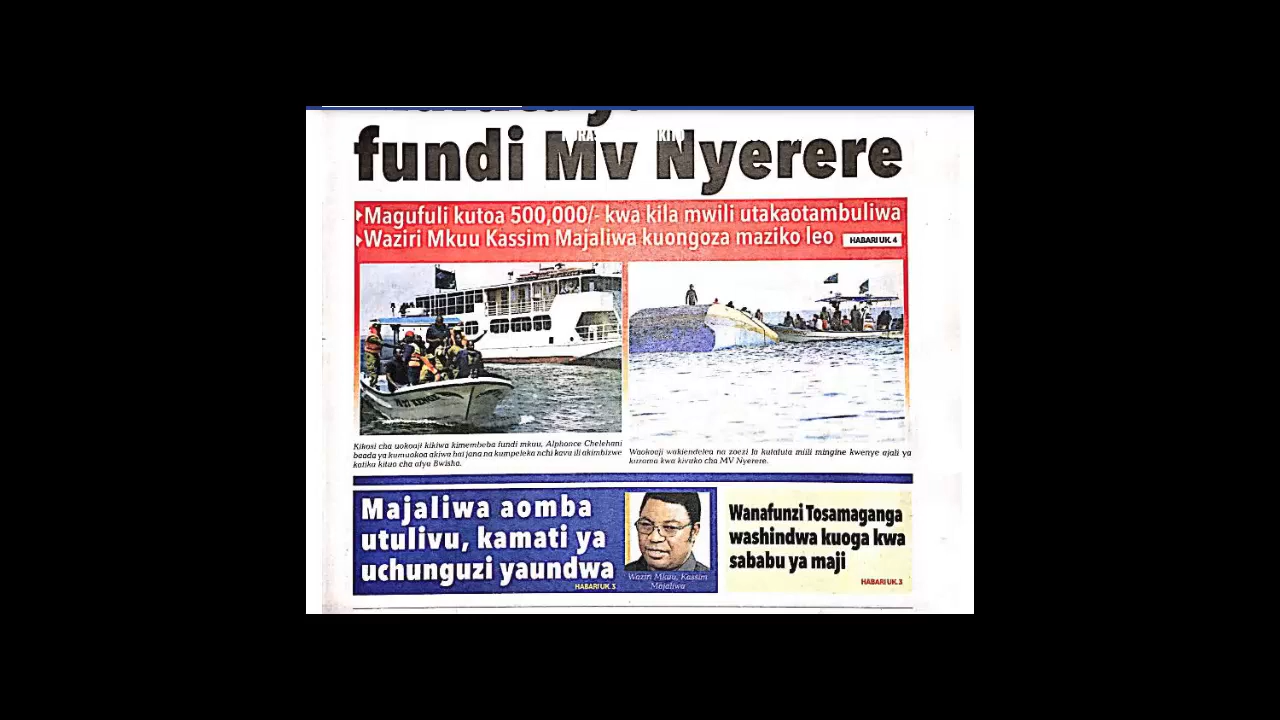 fundi Mv Nyerere
Magufuli kutoa 500,000/- kwa kila mwili utakaotambuliwa
Waziri Mkuu Kassim Majaliwa kuongoza maziko leo HABARI UK. 4
Kikosi cha uokoaji kikiwa kimembeba fundi mkuu, Alphonce Chelehani
baada ya kumuokoa akiwa hai jana na kumpeleka nchi kavu ili akimbizwe
katika kituo cha afya Bwisha.
Waokoaji wakiendelea na zoezi la kutafuta miili mingine kwenye ajali ya
kuzama kwa kivuko cha MV Nyerere.
Majaliwa aomba
utulivu, kamati ya
uchunguzi yaundwa
HABARI UK. 3
Waziri Mkuu, Kassim
Majaliwa
Wanafunzi Tosamaganga
washindwa kuoga kwa
sababu ya maji
HABARI UK. 3